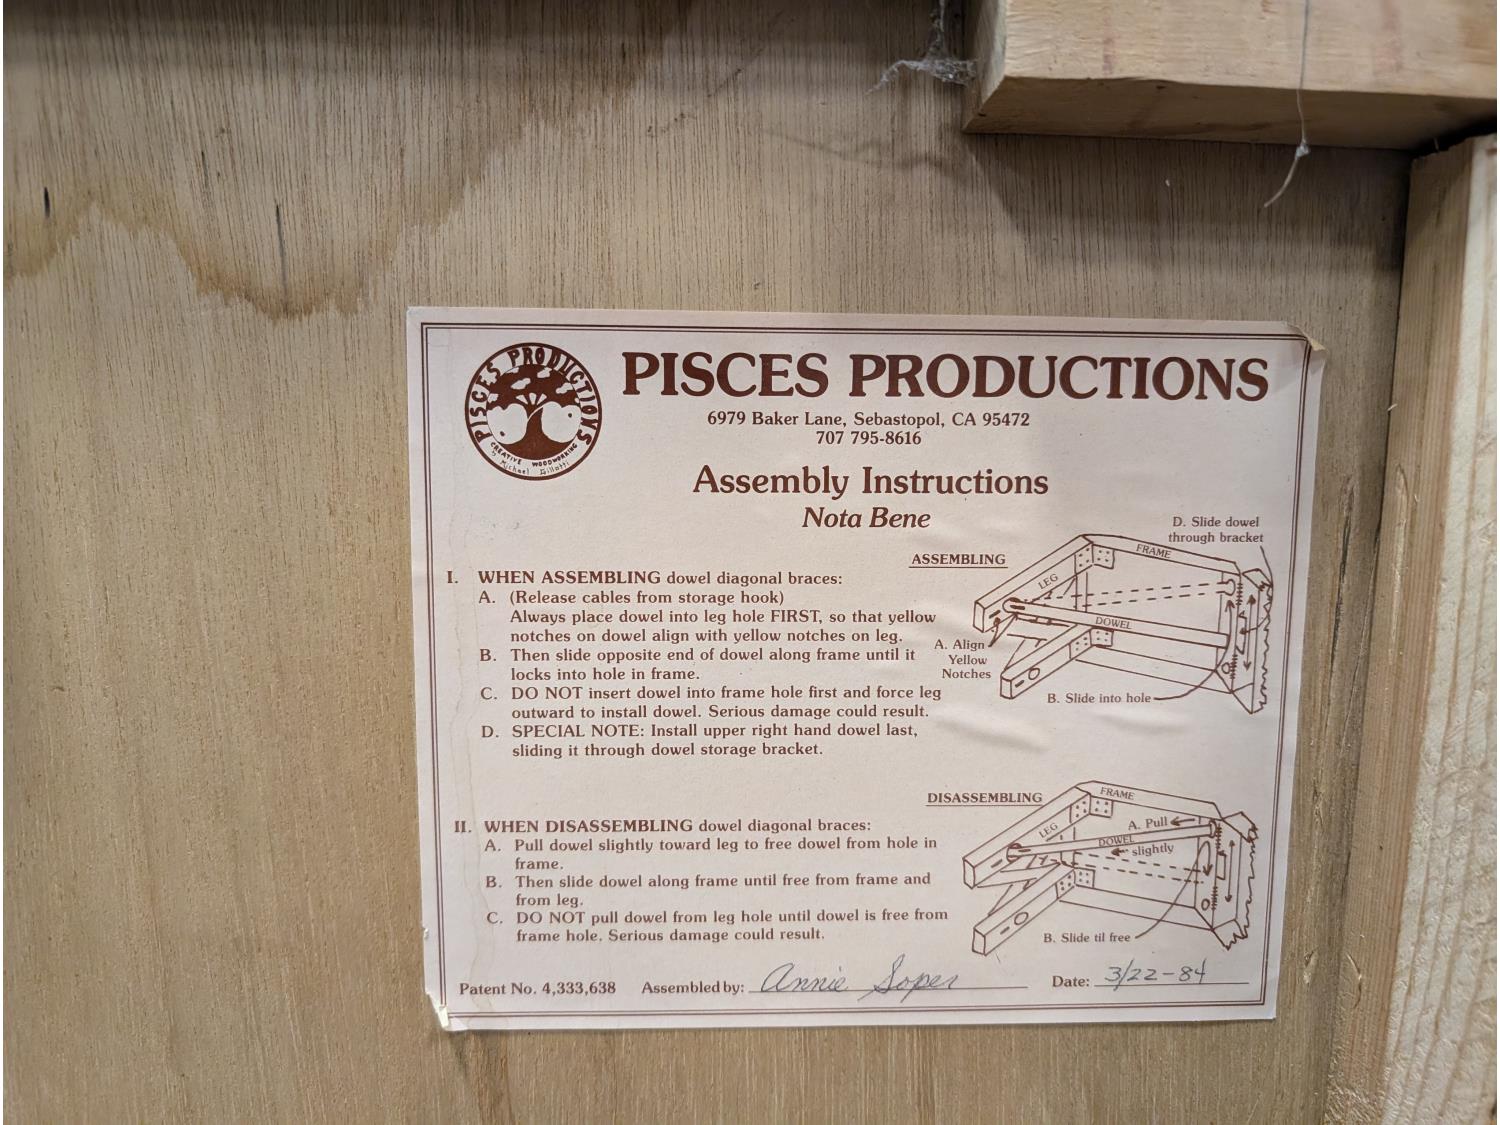 PISCES PRODUCTIONS
CREATIVE WOODWORKING
by Michael Gillotti
PISCES PRODUCTIONS
6979 Baker Lane, Sebastopol, CA 95472
707 795-8616
Assembly Instructions
Nota Bene
ASSEMBLING
I. WHEN ASSEMBLING dowel diagonal braces:
A. (Release cables from storage hook)
Always place dowel into leg hole FIRST, so that yellow
notches on dowel align with yellow notches on leg.
B. Then slide opposite end of dowel along frame until it
locks into hole in frame.
C. DO NOT insert dowel into frame hole first and force leg
outward to install dowel. Serious damage could result.
D. SPECIAL NOTE: Install upper right hand dowel last,
sliding it through dowel storage bracket.
D. Slide dowel
through bracket
FRAME
LEG
DOWEL
A. Align
Yellow
Notches
B. Slide into hole
DISASSEMBLING
II. WHEN DISASSEMBLING dowel diagonal braces:
A. Pull dowel slightly toward leg to free dowel from hole in
frame.
B. Then slide dowel along frame until free from frame and
from leg.
C. DO NOT pull dowel from leg hole until dowel is free from
frame hole. Serious damage could result.
FRAME
LEG
A. Pull
DOWEL
slightly
B. Slide til free
Patent No. 4,333,638 Assembled by: Annie Soper Date: 3/22-84